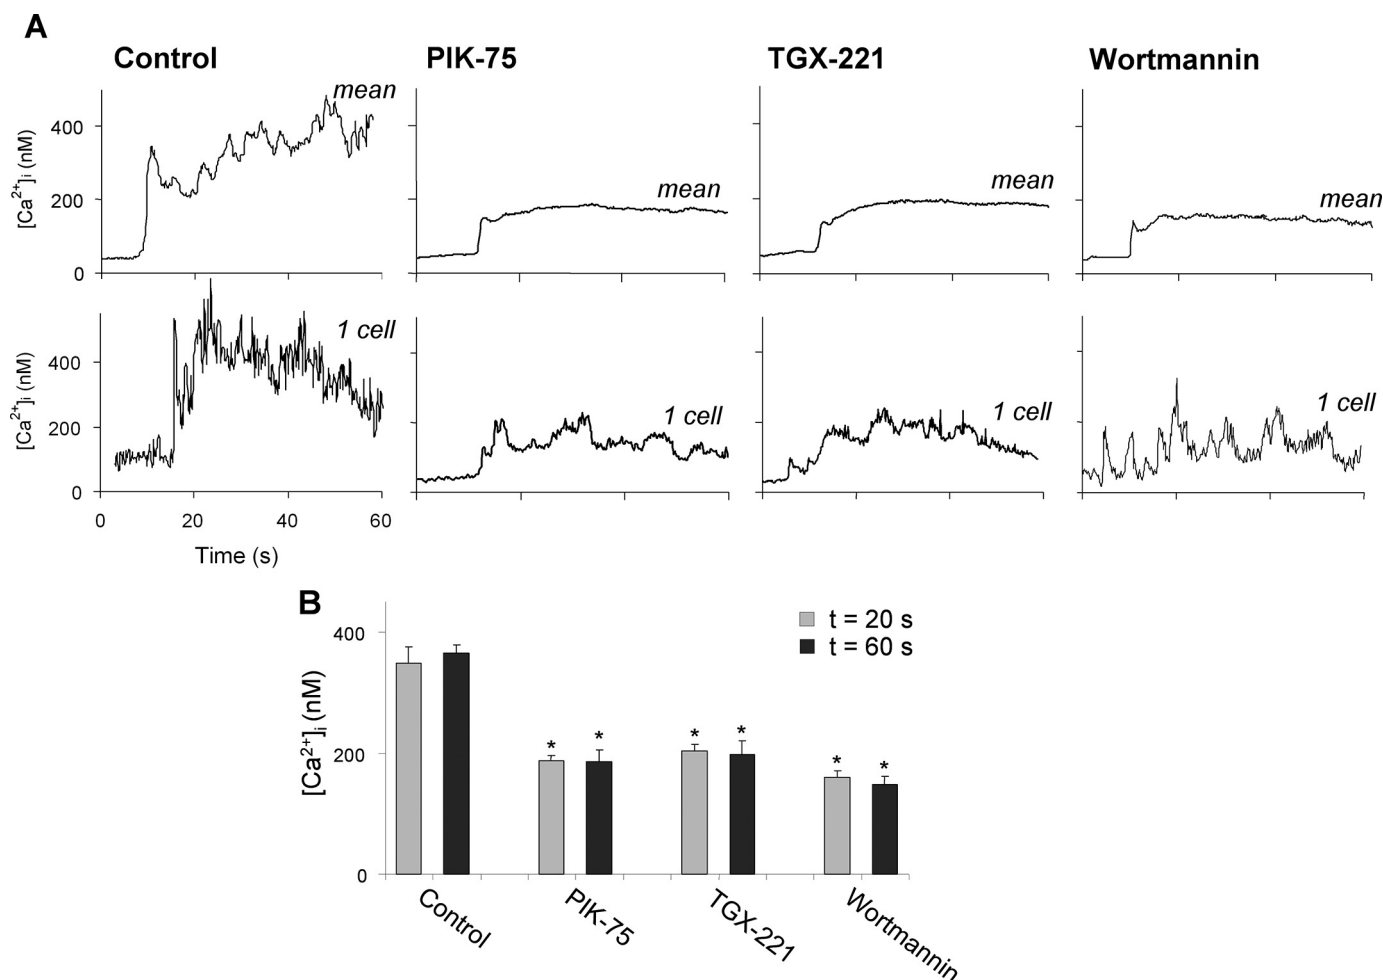 A
Control PIK-75 TGX-221 Wortmannin
mean
400
200
0
[Ca²⁺]i (nM)
mean
mean
mean
1 cell
400
200
0
[Ca²⁺]i (nM)
1 cell
1 cell
1 cell
0 20 40 60
Time (s)
B
t = 20 s
t = 60 s
400
200
0
[Ca²⁺]i (nM)
* * * * * *
Control PIK-75 TGX-221 Wortmannin